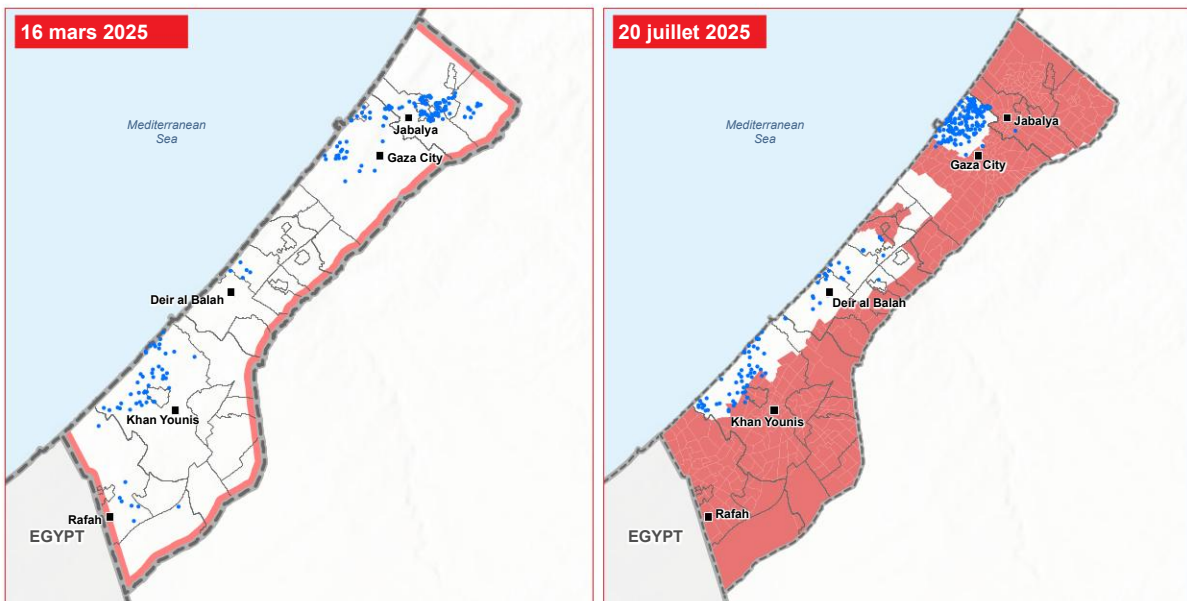 16 mars 2025
Mediterranean
Sea
Jabalya
Gaza City
Deir al Balah
Khan Younis
Rafah
EGYPT
20 juillet 2025
Mediterranean
Sea
Jabalya
Gaza City
Deir al Balah
Khan Younis
Rafah
EGYPT